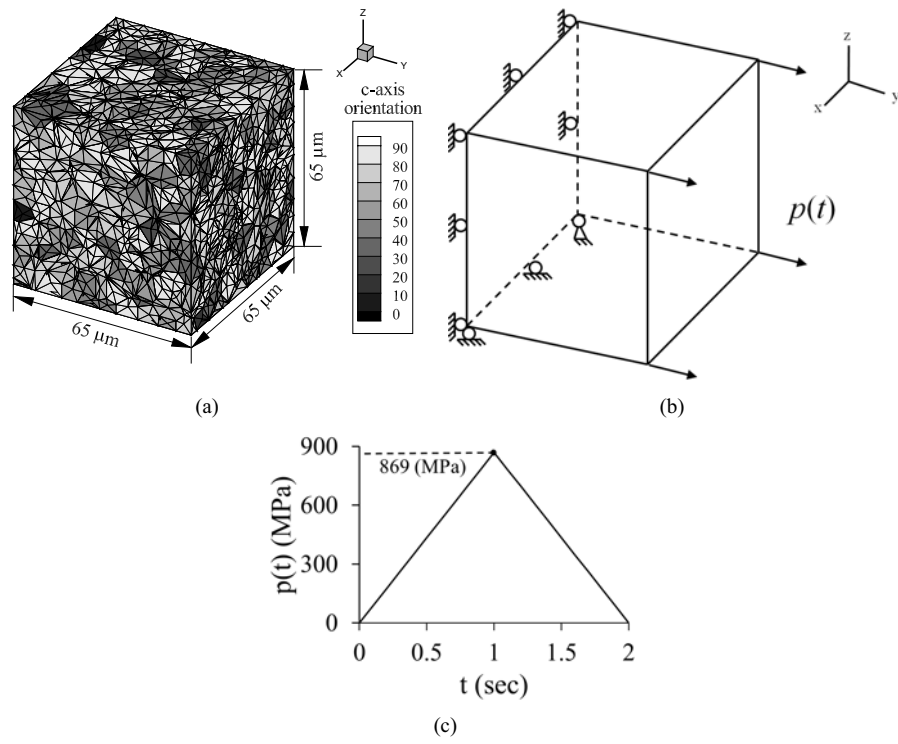 Z
X
Y
c-axis
orientation
90
80
70
60
50
40
30
20
10
0
65 μm
65 μm
65 μm
(a)
z
x
y
p(t)
(b)
900
600
300
0
p(t) (MPa)
869 (MPa)
0 0.5 1 1.5 2
t (sec)
(c)